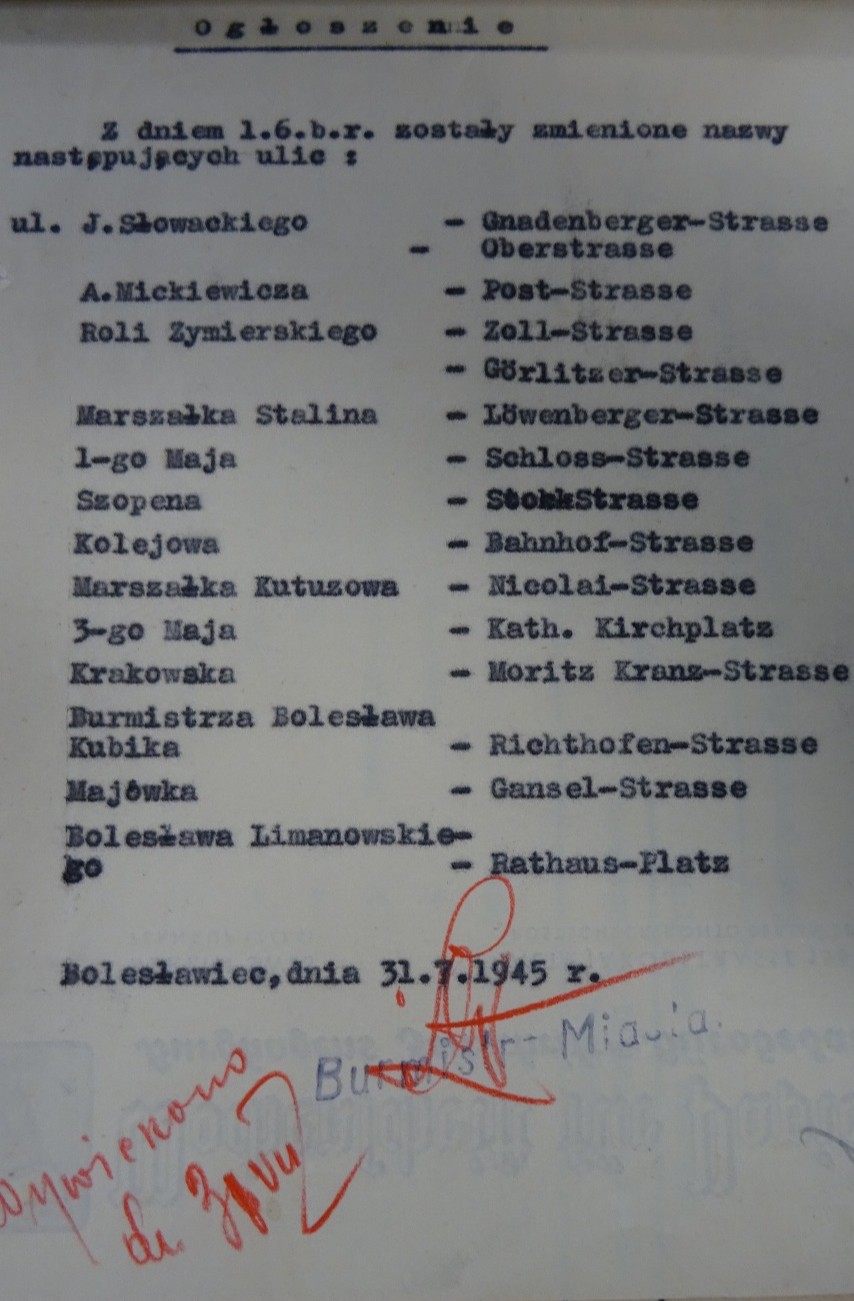 Ogłoszenie
Z dniem 1.6.b.r. zostały zmienione nazwy
następujących ulic :
ul. J.Słowackiego - Gnadenberger-Strasse
- Oberstrasse
A.Mickiewicza - Post-Strasse
Roli Zymierskiego - Zoll-Strasse
- Görlitzer-Strasse
Marszałka Stalina - Löwenberger-Strasse
1-go Maja - Schloss-Strasse
Szopena - StockStrasse
Kolejowa - Bahnhof-Strasse
Marszałka Kutuzowa - Nicolai-Strasse
3-go Maja - Kath. Kirchplatz
Krakowska - Moritz Kranz-Strasse
Burmistrza Bolesława
Kubika - Richthofen-Strasse
Majówka - Gansel-Strasse
Bolesława Limanowskie-
go - Rathaus-Platz
Bolesławiec,dnia 31.7.1945 r.
Burmistrz Miasta